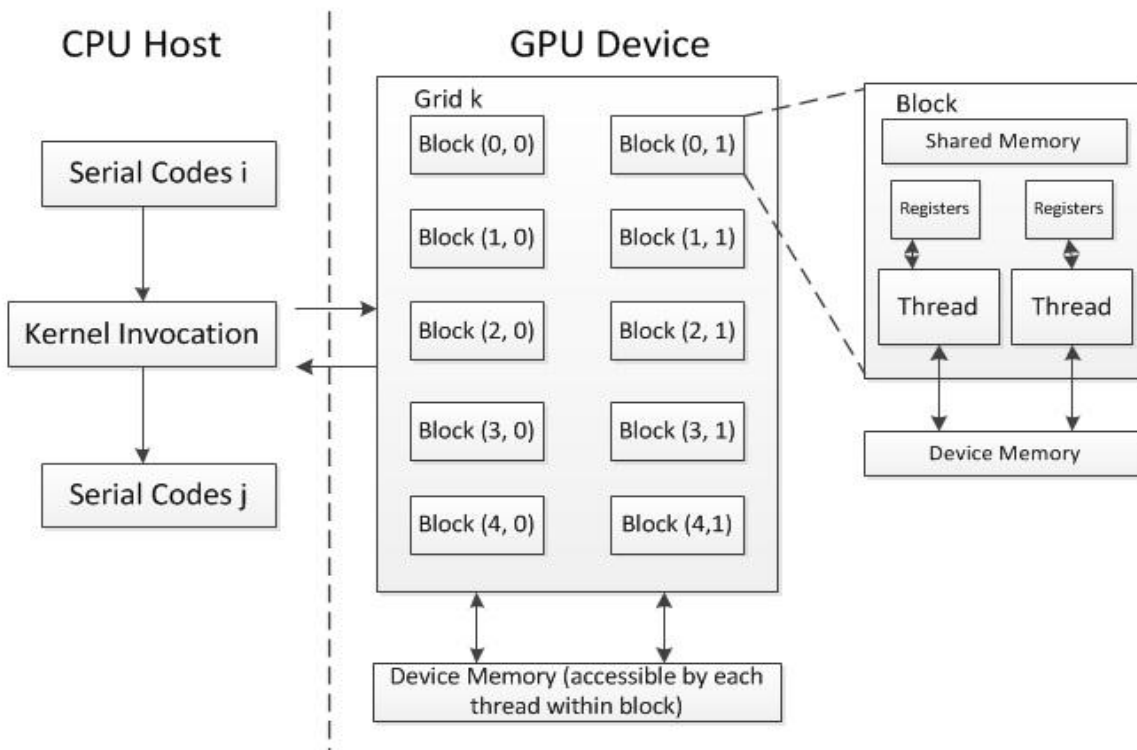 CPU Host
GPU Device
Serial Codes i
Kernel Invocation
Serial Codes j
Grid k
Block (0, 0)
Block (0, 1)
Block (1, 0)
Block (1, 1)
Block (2, 0)
Block (2, 1)
Block (3, 0)
Block (3, 1)
Block (4, 0)
Block (4,1)
Device Memory (accessible by each
thread within block)
Block
Shared Memory
Registers
Registers
Thread
Thread
Device Memory